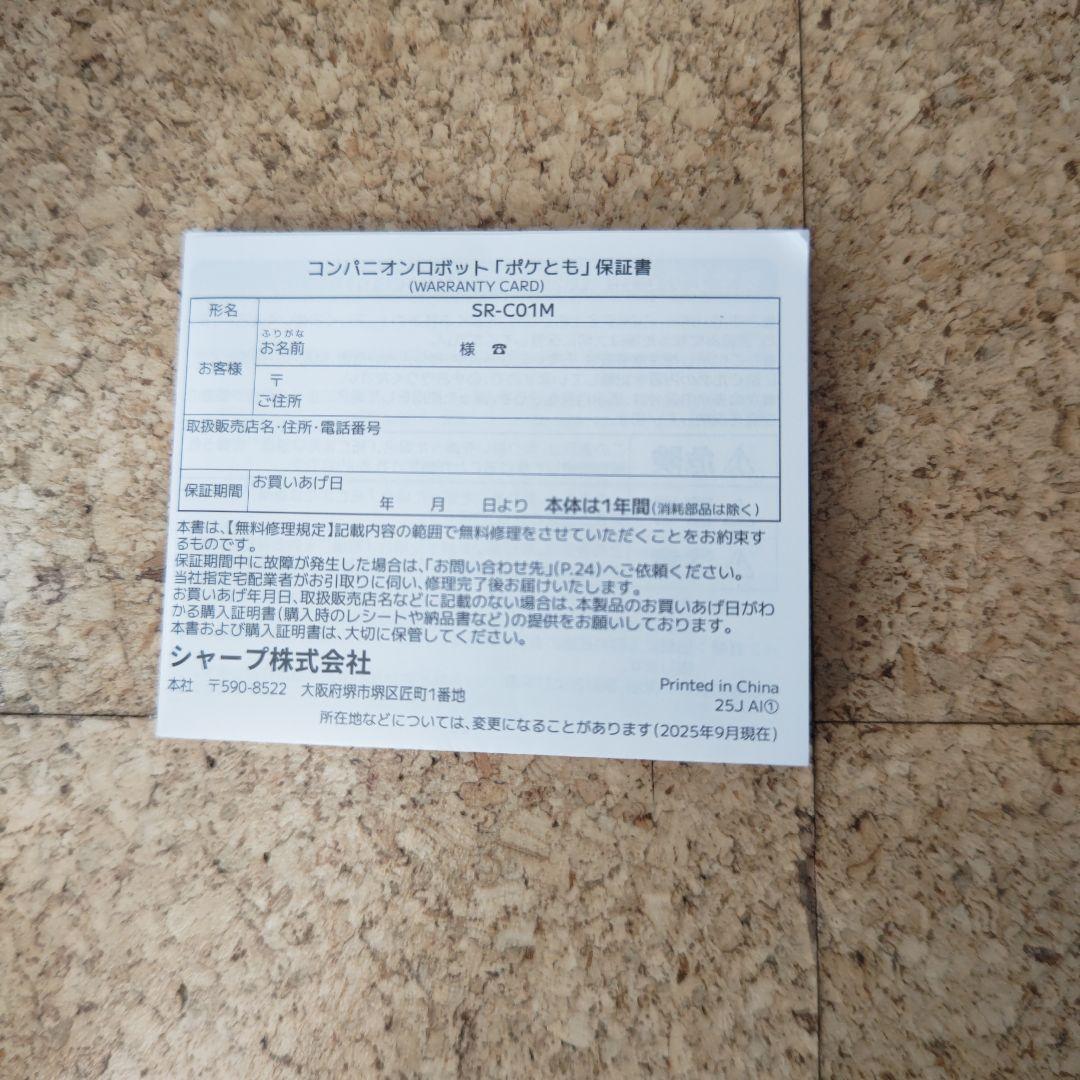 コンパニオンロボット「ポケとも」保証書
(WARRANTY CARD)
形名 SR-C01M
ふりがな
お名前 様 ☎
お客様
〒
ご住所
取扱販売店名・住所・電話番号
保証期間 お買いあげ日
年 月 日より 本体は1年間(消耗部品は除く)
本書は、【無料修理規定】記載内容の範囲で無料修理をさせていただくことをお約束す
るものです。
保証期間中に故障が発生した場合は、「お問い合わせ先」(P.24)へご依頼ください。
当社指定宅配業者がお引取りに伺い、修理完了後お届けいたします。
お買いあげ年月日、取扱販売店名などに記載のない場合は、本製品のお買いあげ日がわ
かる購入証明書(購入時のレシートや納品書など)の提供をお願いしております。
本書および購入証明書は、大切に保管してください。
シャープ株式会社
本社 〒590-8522 大阪府堺市堺区匠町1番地
Printed in China
25J AI①
所在地などについては、変更になることがあります(2025年9月現在)